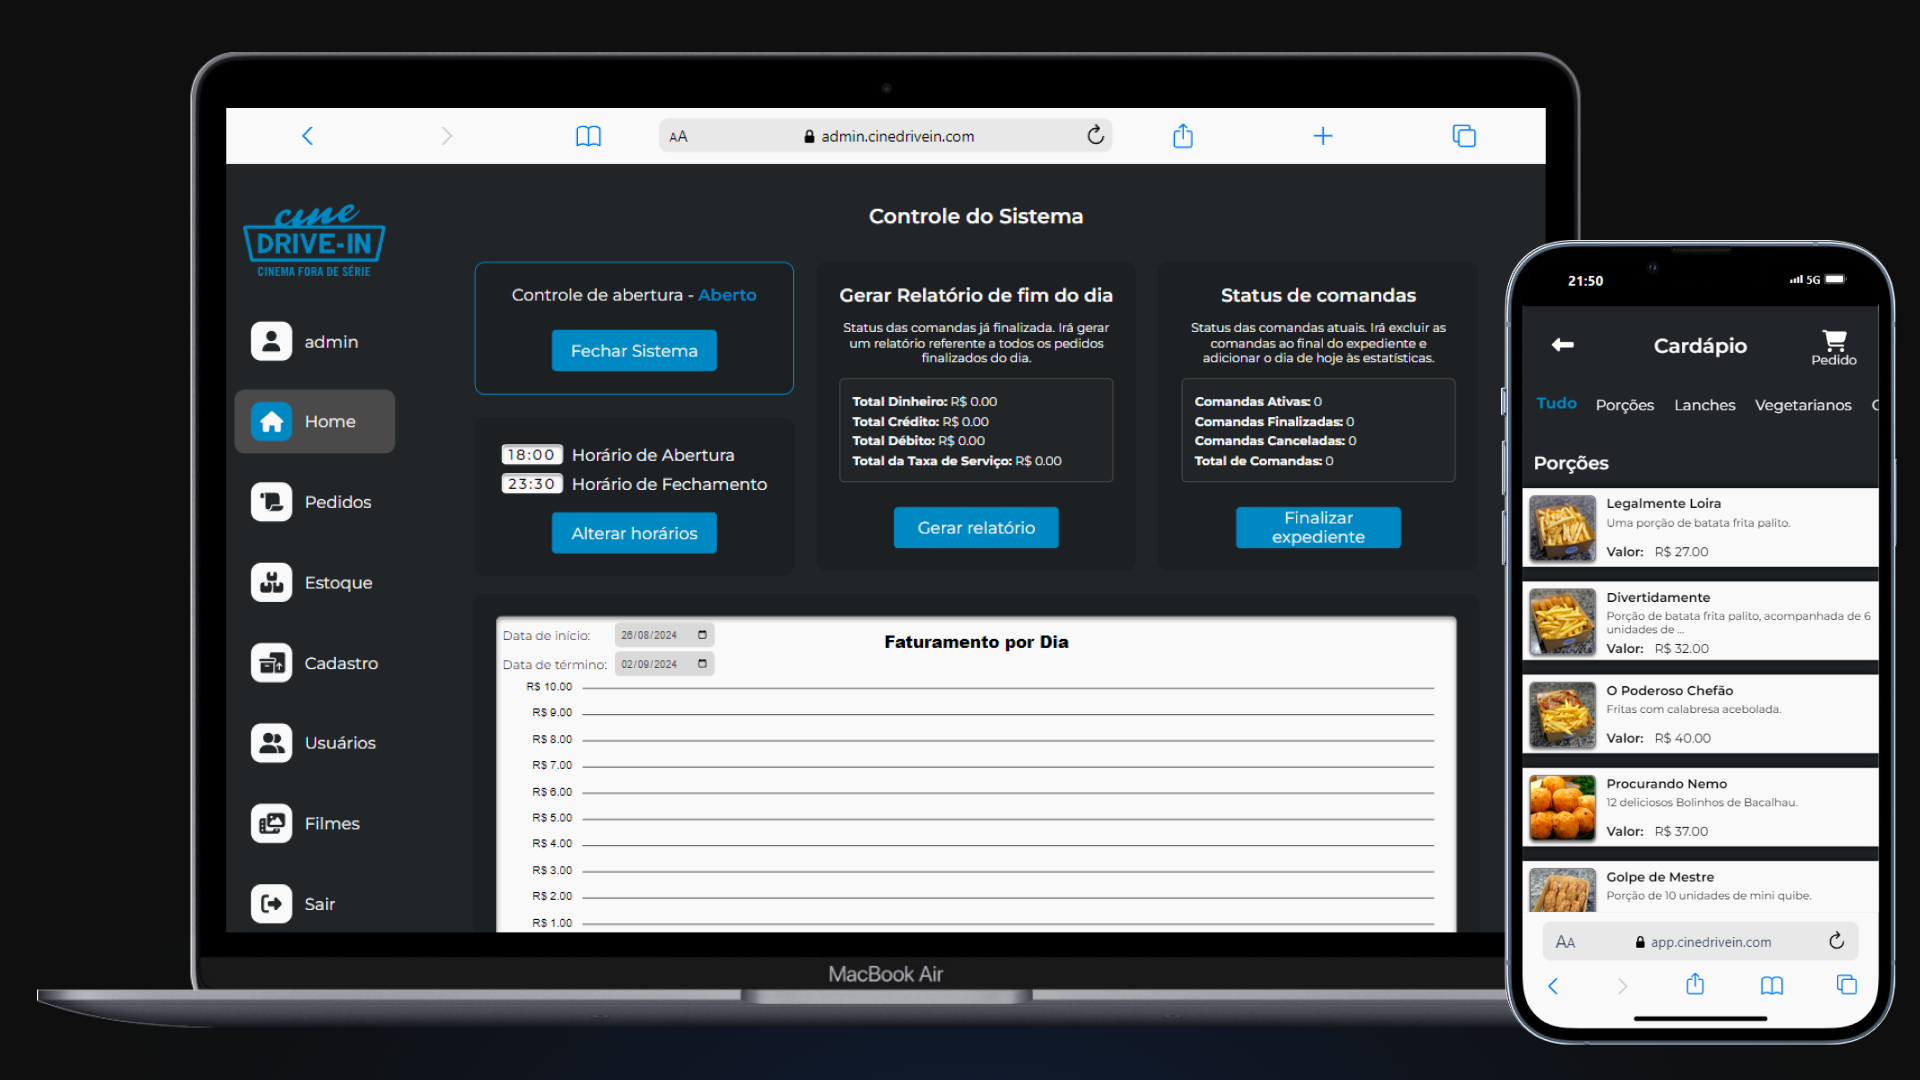 AA
admin.cinedrivein.com
cine
DRIVE-IN
CINEMA FORA DE SÉRIE
admin
Home
Pedidos
Estoque
Cadastro
Usuários
Filmes
Sair
Controle do Sistema
Controle de abertura - Aberto
Fechar Sistema
18:00 Horário de Abertura
23:30 Horário de Fechamento
Alterar horários
Gerar Relatório de fim do dia
Status das comandas já finalizada. Irá gerar
um relatório referente a todos os pedidos
finalizados do dia.
Total Dinheiro: R$ 0.00
Total Crédito: R$ 0.00
Total Débito: R$ 0.00
Total da Taxa de Serviço: R$ 0.00
Gerar relatório
Status de comandas
Status das comandas atuais. Irá excluir as
comandas ao final do expediente e
adicionar o dia de hoje às estatísticas.
Comandas Ativas: 0
Comandas Finalizadas: 0
Comandas Canceladas: 0
Total de Comandas: 0
Finalizar
expediente
Data de início: 26/08/2024
Data de término: 02/09/2024
Faturamento por Dia
R$ 10.00
R$ 9.00
R$ 8.00
R$ 7.00
R$ 6.00
R$ 5.00
R$ 4.00
R$ 3.00
R$ 2.00
R$ 1.00
MacBook Air
21:50
5G
Cardápio
Pedido
Tudo Porções Lanches Vegetarianos
Porções
Legalmente Loira
Uma porção de batata frita palito.
Valor: R$ 27.00
Divertidamente
Porção de batata frita palito, acompanhada de 6
unidades de ...
Valor: R$ 32.00
O Poderoso Chefão
Fritas com calabresa acebolada.
Valor: R$ 40.00
Procurando Nemo
12 deliciosos Bolinhos de Bacalhau.
Valor: R$ 37.00
Golpe de Mestre
Porção de 10 unidades de mini quibe.
AA
app.cinedrivein.com